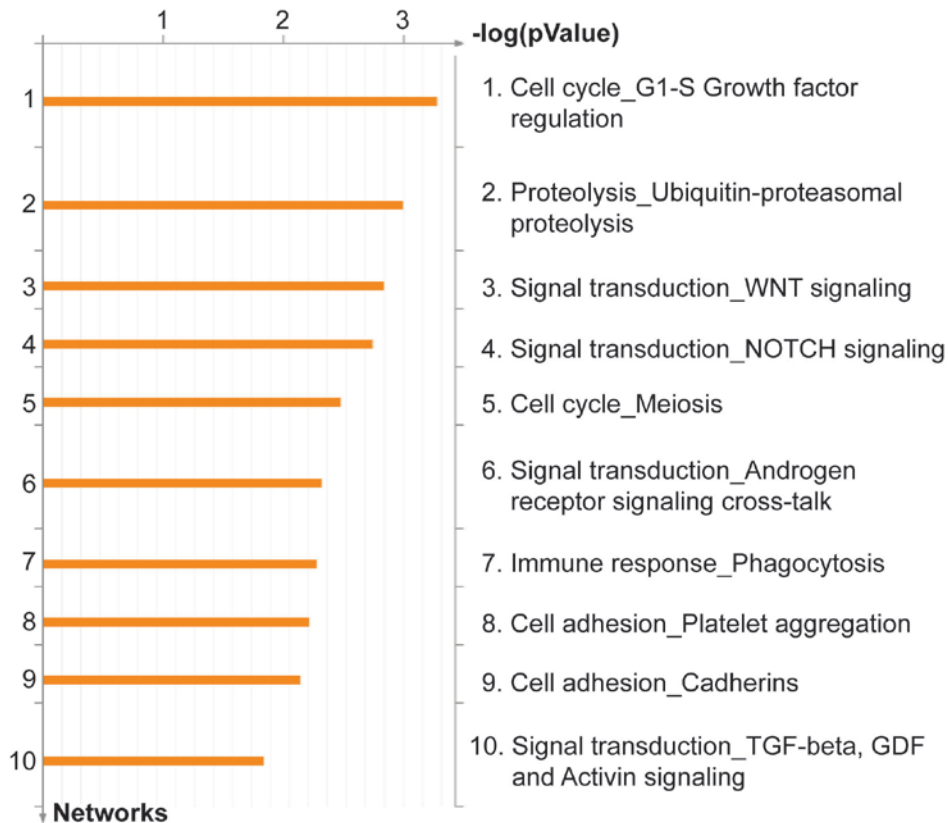 1 2 3
-log(pValue)
1 1. Cell cycle_G1-S Growth factor
regulation
2 2. Proteolysis_Ubiquitin-proteasomal
proteolysis
3 3. Signal transduction_WNT signaling
4 4. Signal transduction_NOTCH signaling
5 5. Cell cycle_Meiosis
6 6. Signal transduction_Androgen
receptor signaling cross-talk
7 7. Immune response_Phagocytosis
8 8. Cell adhesion_Platelet aggregation
9 9. Cell adhesion_Cadherins
10 10. Signal transduction_TGF-beta, GDF
and Activin signaling
Networks